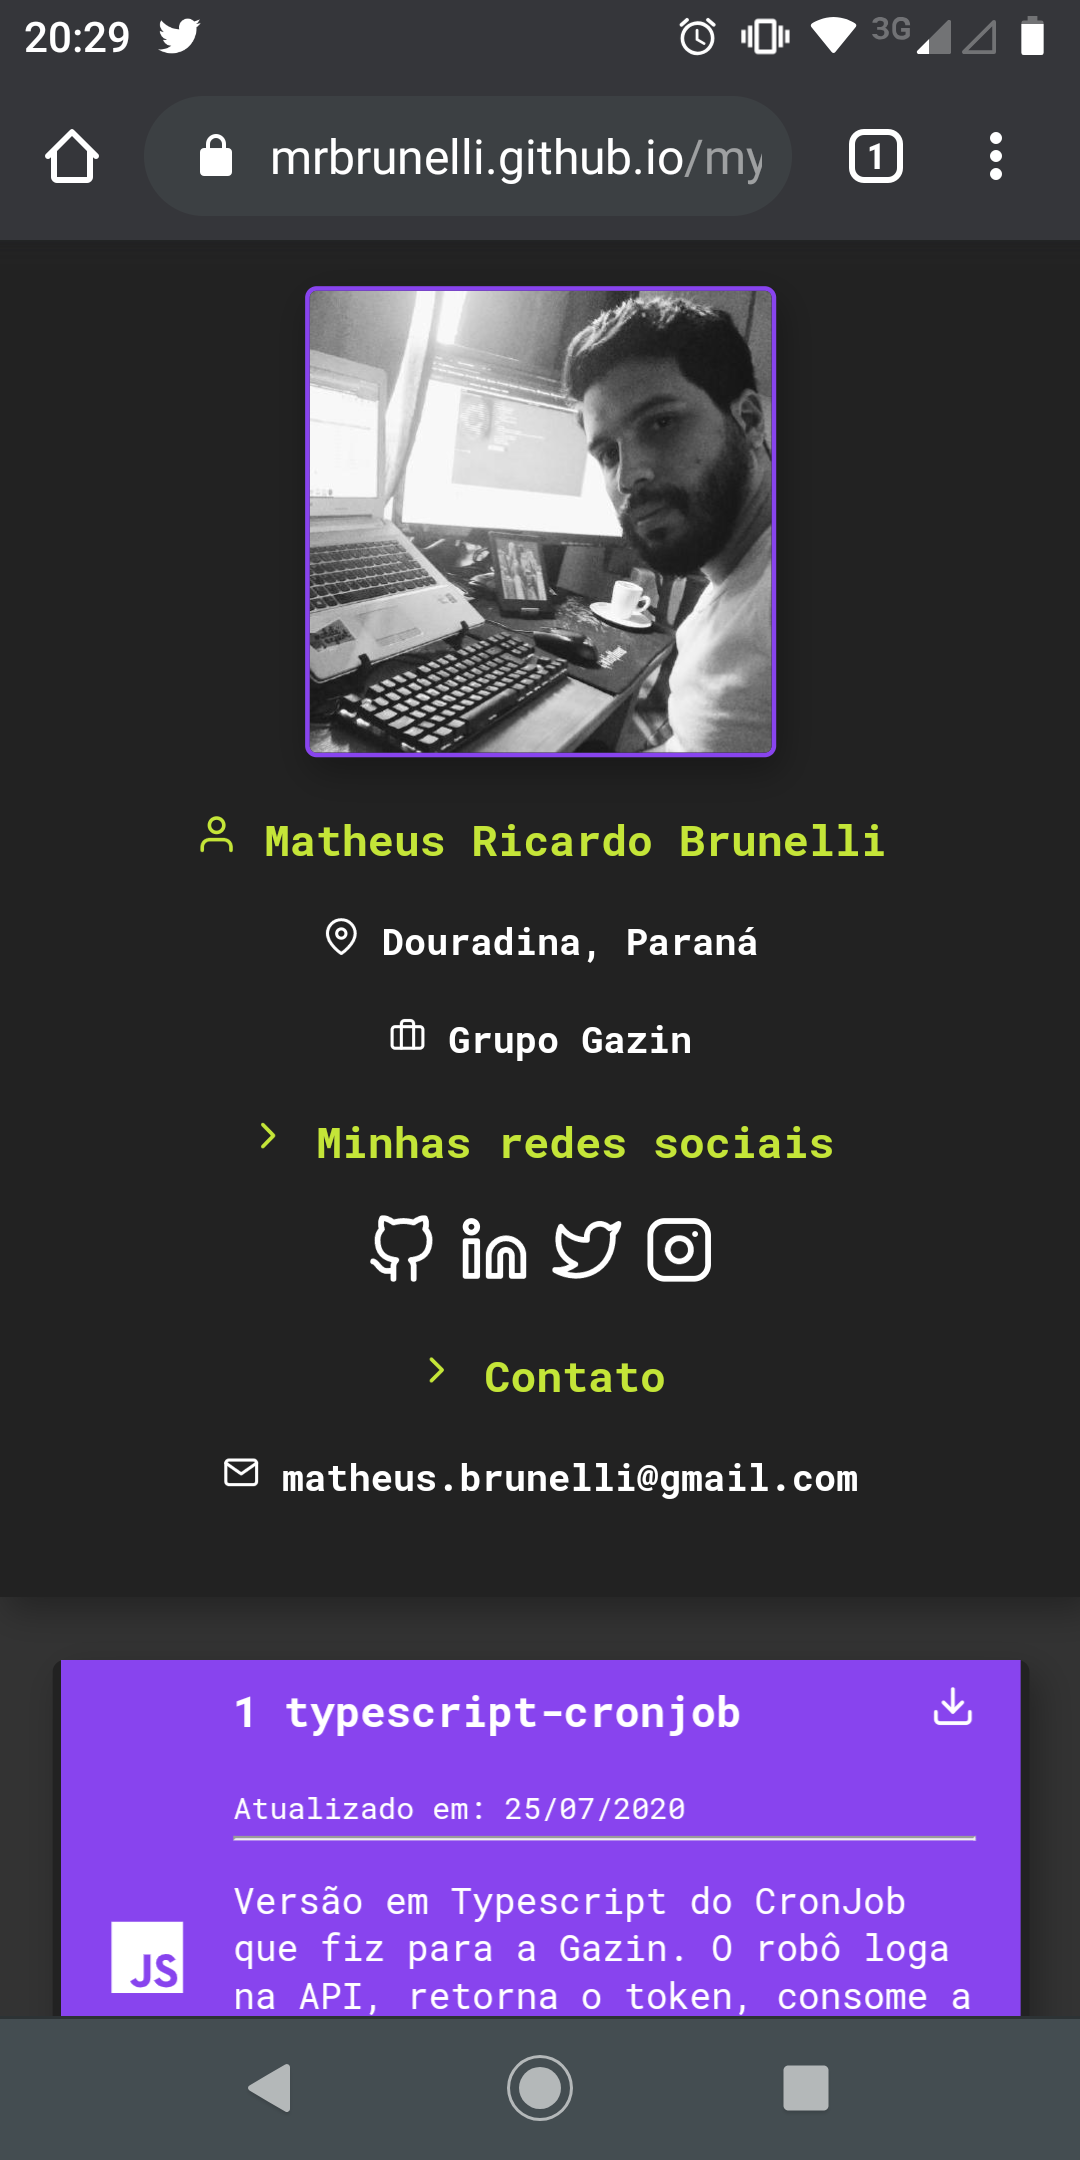 20:29
3G
mrbrunelli.github.io/my
1
Matheus Ricardo Brunelli
Douradina, Paraná
Grupo Gazin
Minhas redes sociais
in
Contato
matheus.brunelli@gmail.com
1 typescript-cronjob
Atualizado em: 25/07/2020
Versão em Typescript do CronJob
que fiz para a Gazin. O robô loga
JS
na API, retorna o token, consome a